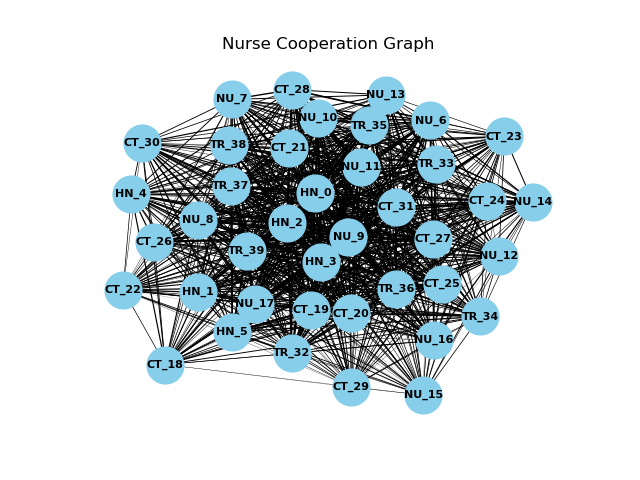 Nurse Cooperation Graph
CT_28
NU_13
NU_7
NU_10
NU_6
TR_35
CT_23
CT_30
TR_38
CT_21
TR_33
NU_11
TR_37
HN_4
HN_0
CT_24
NU_14
CT_31
NU_8
HN_2
NU_9
CT_27
CT_26
TR_39
NU_12
HN_3
CT_25
CT_22
HN_1
TR_36
NU_17
CT_19
CT_20
TR_34
HN_5
NU_16
TR_32
CT_18
CT_29
NU_15